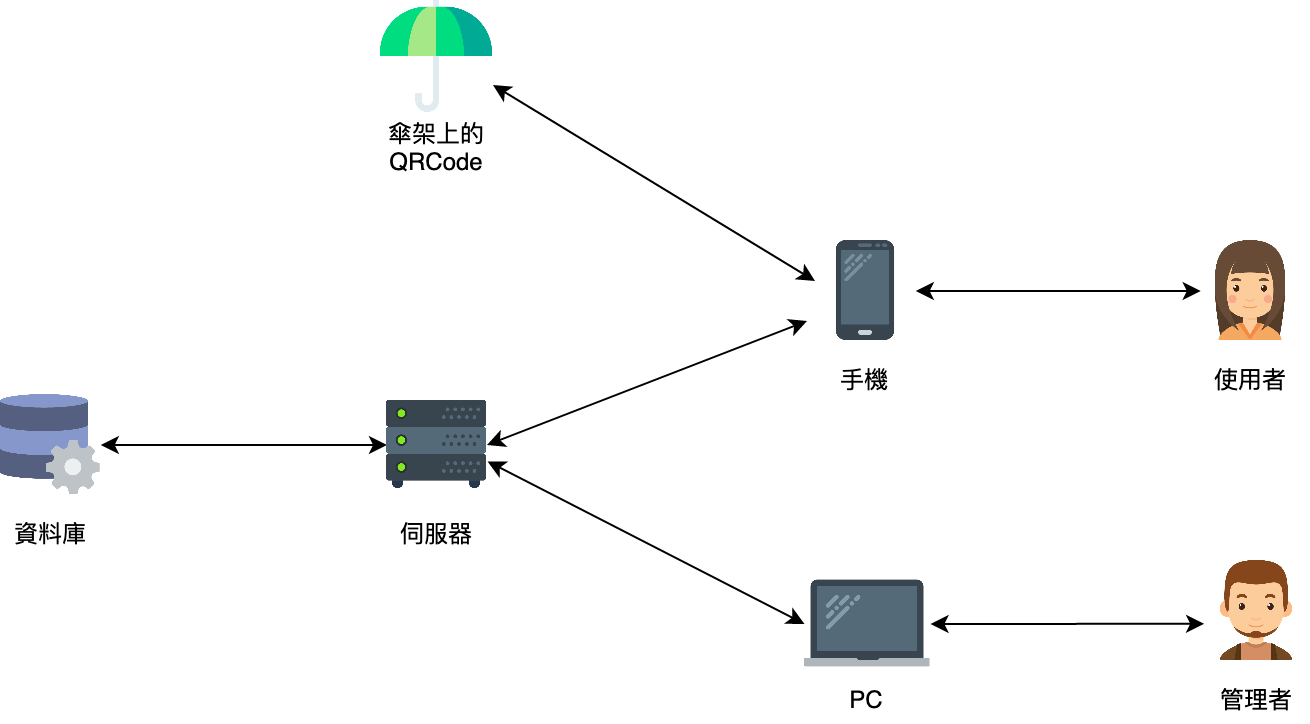 傘架上的
QRCode
手機
使用者
資料庫
伺服器
PC
管理者